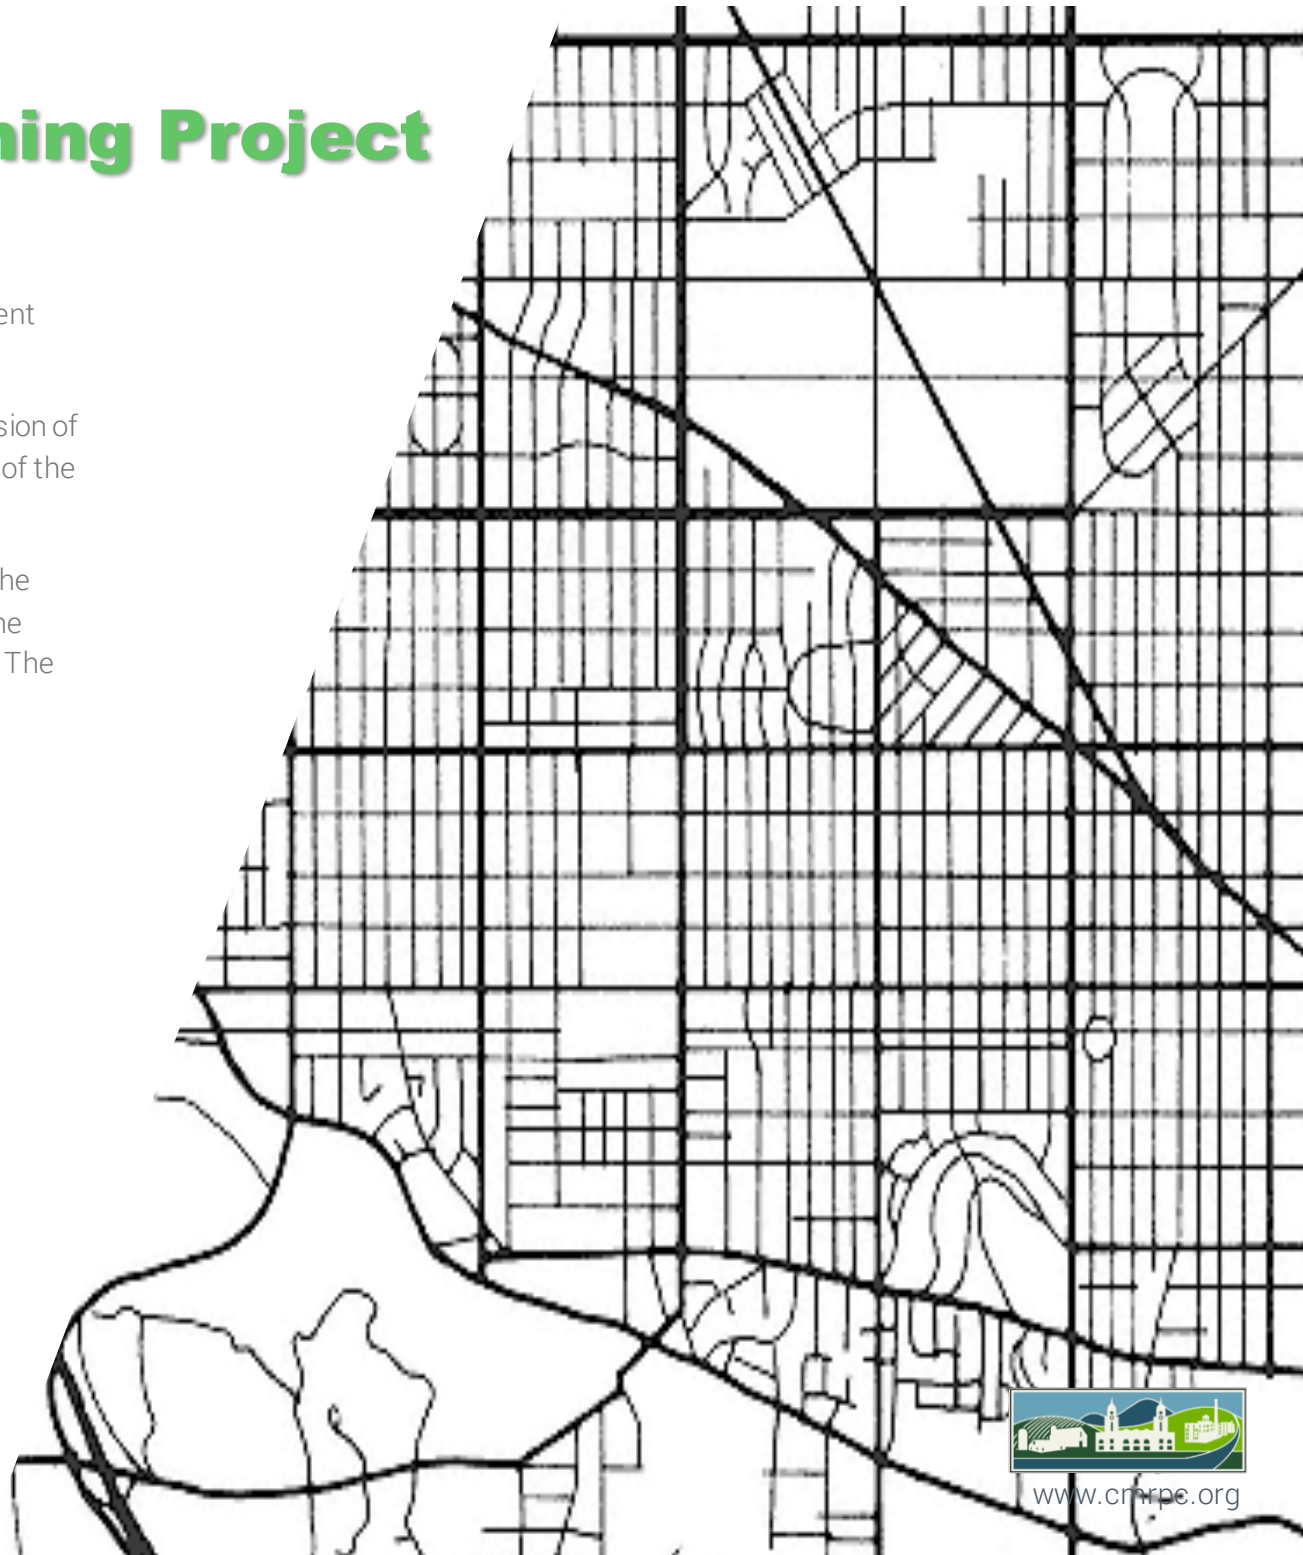 ning Project
ent
sion of
of the
he
ne
The
www.cmrpc.org